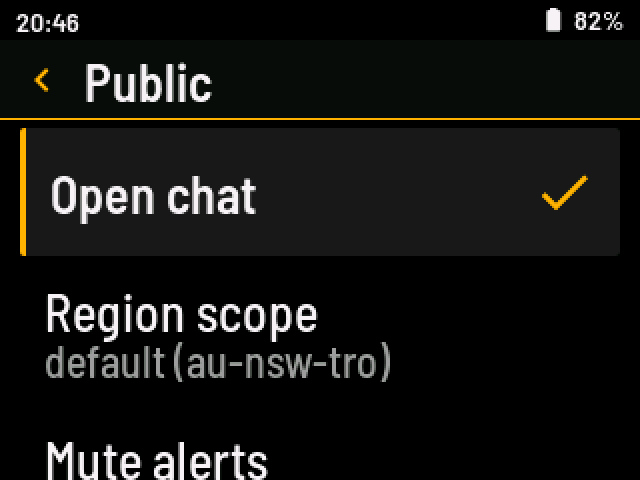 20:46
82%
Public
Open chat
Region scope
default (au-nsw-tro)
Mute alerts